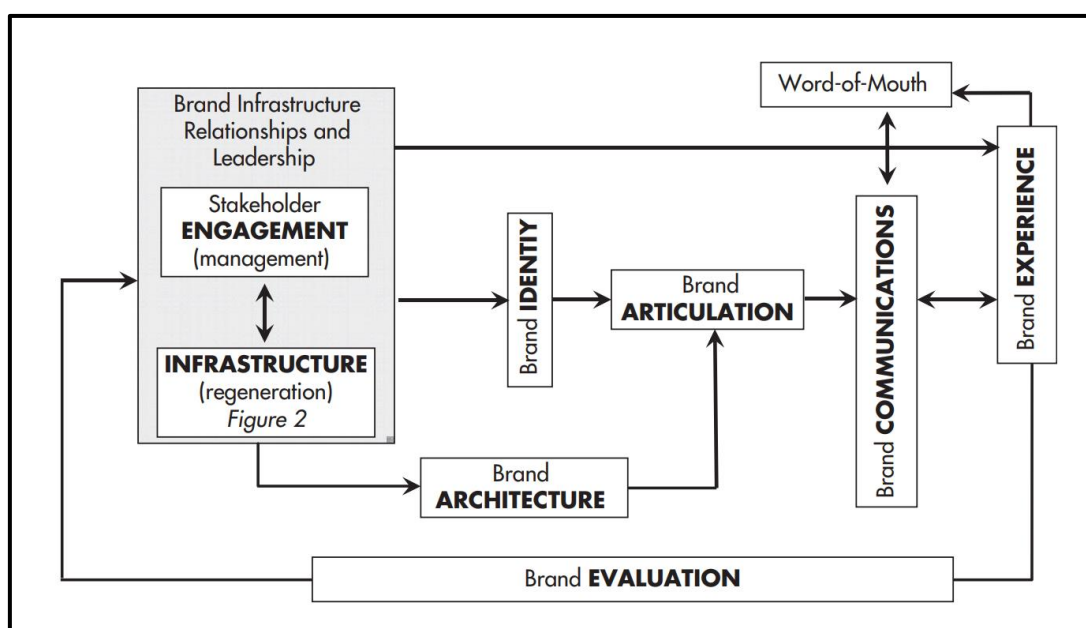 Brand Infrastructure
Relationships and
Leadership
Stakeholder
ENGAGEMENT
(management)
INFRASTRUCTURE
(regeneration)
Figure 2
Brand IDENTIY
Brand
ARCHITECTURE
Brand
ARTICULATION
Word-of-Mouth
Brand COMMUNICATIONS
Brand EXPERIENCE
Brand EVALUATION